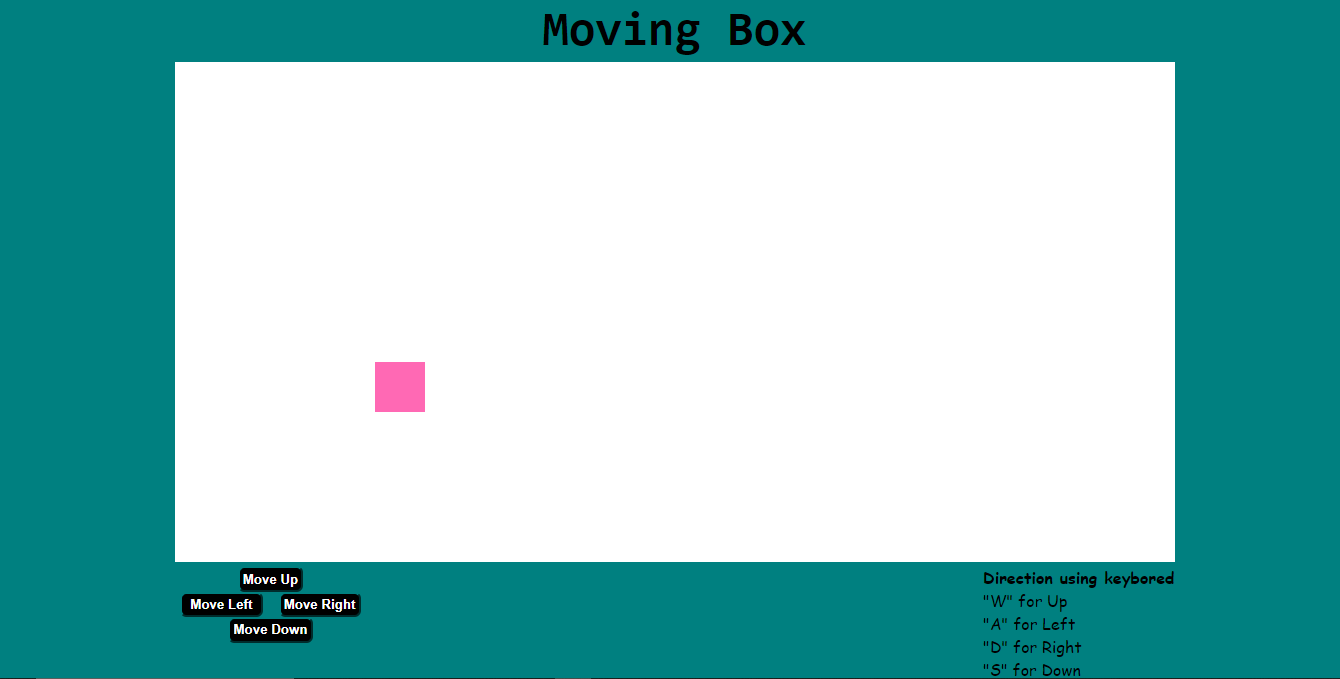 Moving Box
Move Up
Move Left Move Right
Move Down
Direction using keybored
"W" for Up
"A" for Left
"D" for Right
"S" for Down